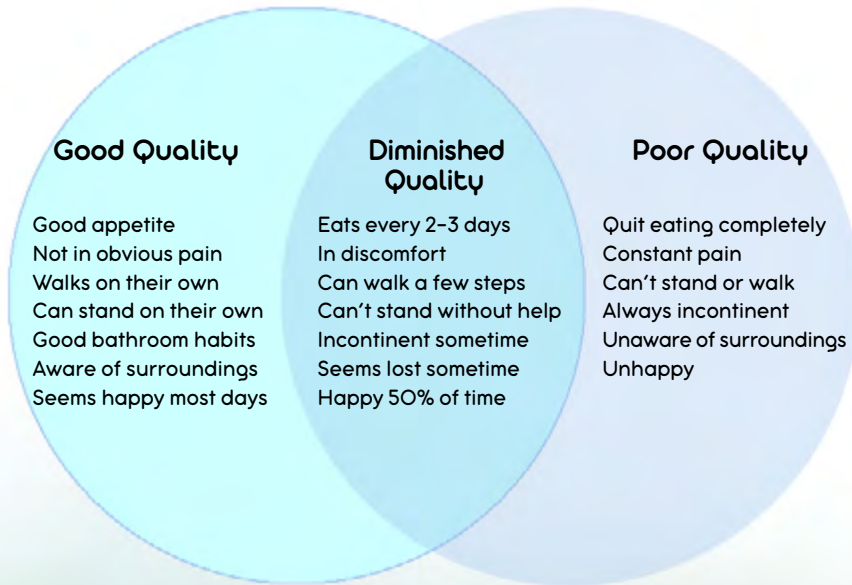 Good Quality
Good appetite
Not in obvious pain
Walks on their own
Can stand on their own
Good bathroom habits
Aware of surroundings
Seems happy most days
Diminished
Quality
Eats every 2-3 days
In discomfort
Can walk a few steps
Can't stand without help
Incontinent sometime
Seems lost sometime
Happy 50% of time
Poor Quality
Quit eating completely
Constant pain
Can't stand or walk
Always incontinent
Unaware of surroundings
Unhappy